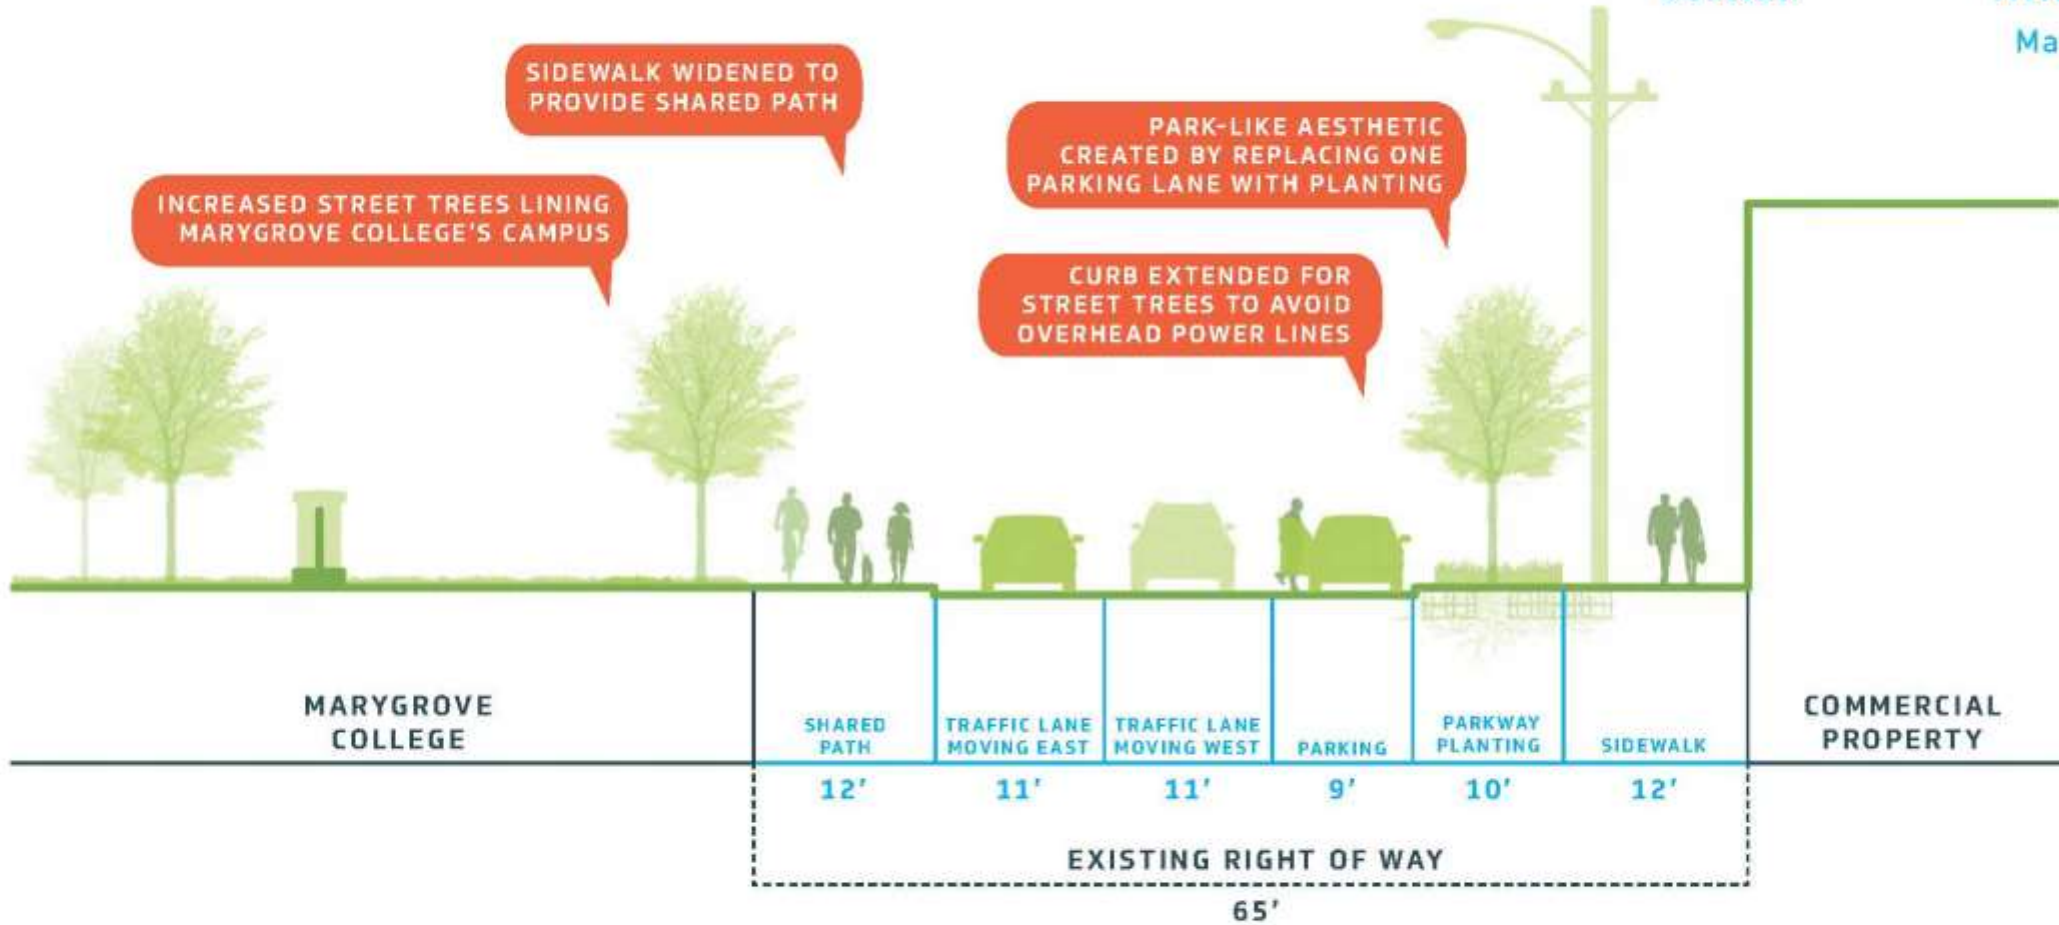 Ma
SIDEWALK WIDENED TO
PROVIDE SHARED PATH
PARK-LIKE AESTHETIC
CREATED BY REPLACING ONE
PARKING LANE WITH PLANTING
INCREASED STREET TREES LINING
MARYGROVE COLLEGE'S CAMPUS
CURB EXTENDED FOR
STREET TREES TO AVOID
OVERHEAD POWER LINES
MARYGROVE
COLLEGE
SHARED
PATH
TRAFFIC LANE
MOVING EAST
TRAFFIC LANE
MOVING WEST
PARKING
PARKWAY
PLANTING
SIDEWALK
COMMERCIAL
PROPERTY
12'
11'
11'
9'
10'
12'
EXISTING RIGHT OF WAY
65'